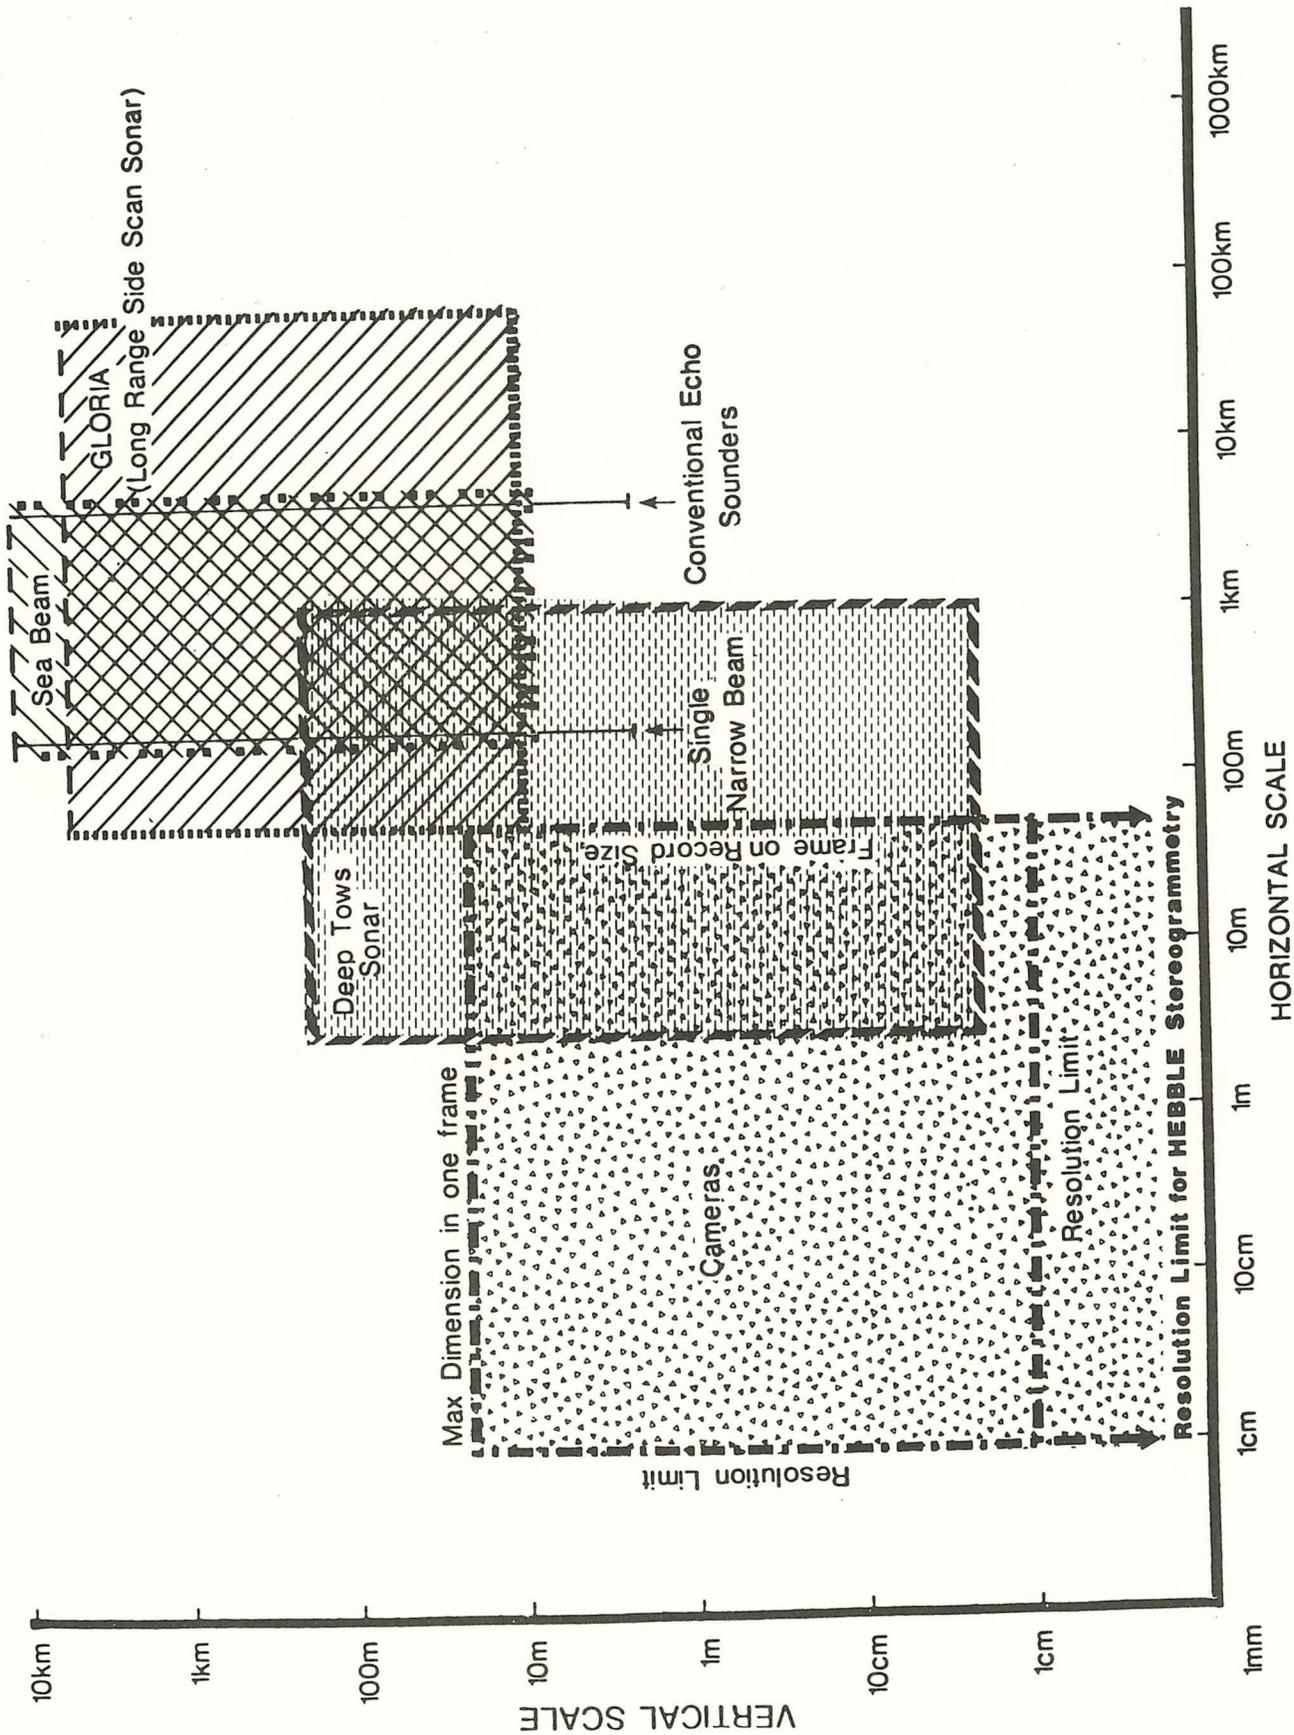 10km
1km
100m
10m
1m
10cm
1cm
VERTICAL SCALE
Sea Beam
GLORIA
(Long Range Side Scan Sonar)
Deep Tows
Sonar
Max Dimension in one frame
Conventional Echo
Sounders
Single
Narrow Beam
Frame on Record Size
Cameras
Resolution Limit
Resolution Limit
Resolution Limit for HEBBLE Stereogrammetry
1mm
1cm
10cm
1m
10m
100m
1km
10km
100km
1000km
HORIZONTAL SCALE